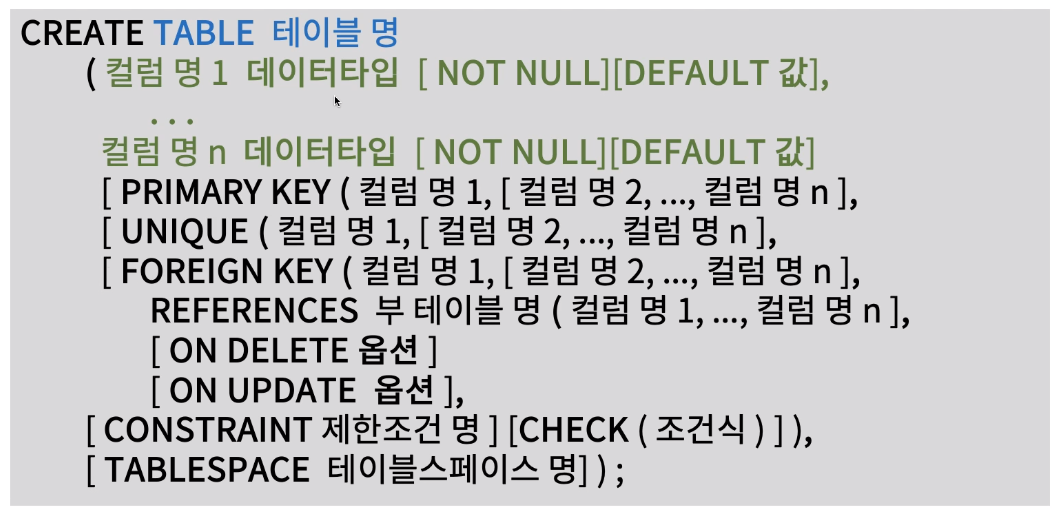 CREATE TABLE 테이블 명
( 컬럼 명 1 데이터타입 [ NOT NULL][DEFAULT 값],
. . .
컬럼 명 n 데이터타입 [ NOT NULL][DEFAULT 값]
[ PRIMARY KEY ( 컬럼 명 1, [ 컬럼 명 2, ..., 컬럼 명 n ],
[ UNIQUE ( 컬럼 명 1, [ 컬럼 명 2, ..., 컬럼 명 n ],
[ FOREIGN KEY ( 컬럼 명 1, [ 컬럼 명 2, ..., 컬럼 명 n ],
REFERENCES 부 테이블 명 ( 컬럼 명 1, ..., 컬럼 명 n ],
[ ON DELETE 옵션 ]
[ ON UPDATE 옵션 ],
[ CONSTRAINT 제한조건 명 ] [CHECK ( 조건식 ) ] ),
[ TABLESPACE 테이블스페이스 명] ) ;